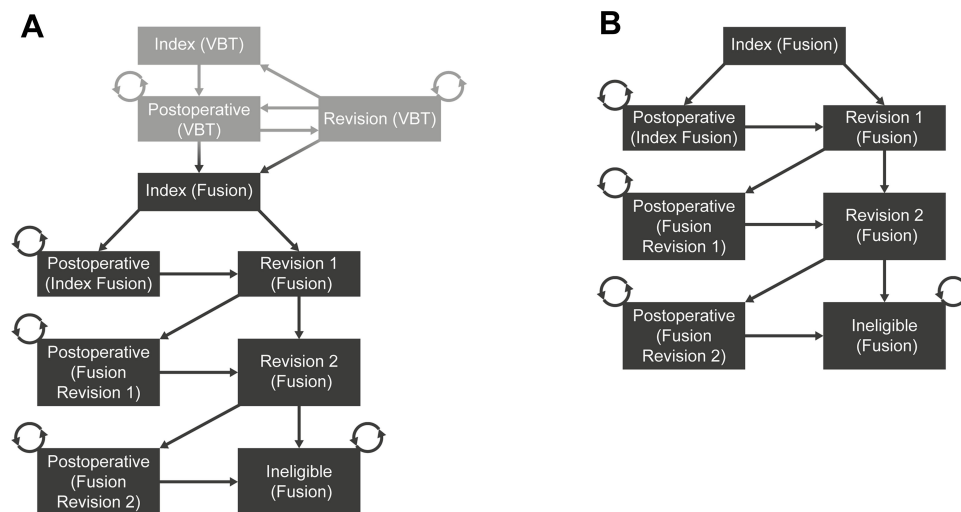 A
Index (VBT)
Postoperative
(VBT)
Revision (VBT)
Index (Fusion)
Postoperative
(Index Fusion)
Revision 1
(Fusion)
Postoperative
(Fusion
Revision 1)
Revision 2
(Fusion)
Postoperative
(Fusion
Revision 2)
Ineligible
(Fusion)
B
Index (Fusion)
Postoperative
(Index Fusion)
Revision 1
(Fusion)
Postoperative
(Fusion
Revision 1)
Revision 2
(Fusion)
Postoperative
(Fusion
Revision 2)
Ineligible
(Fusion)